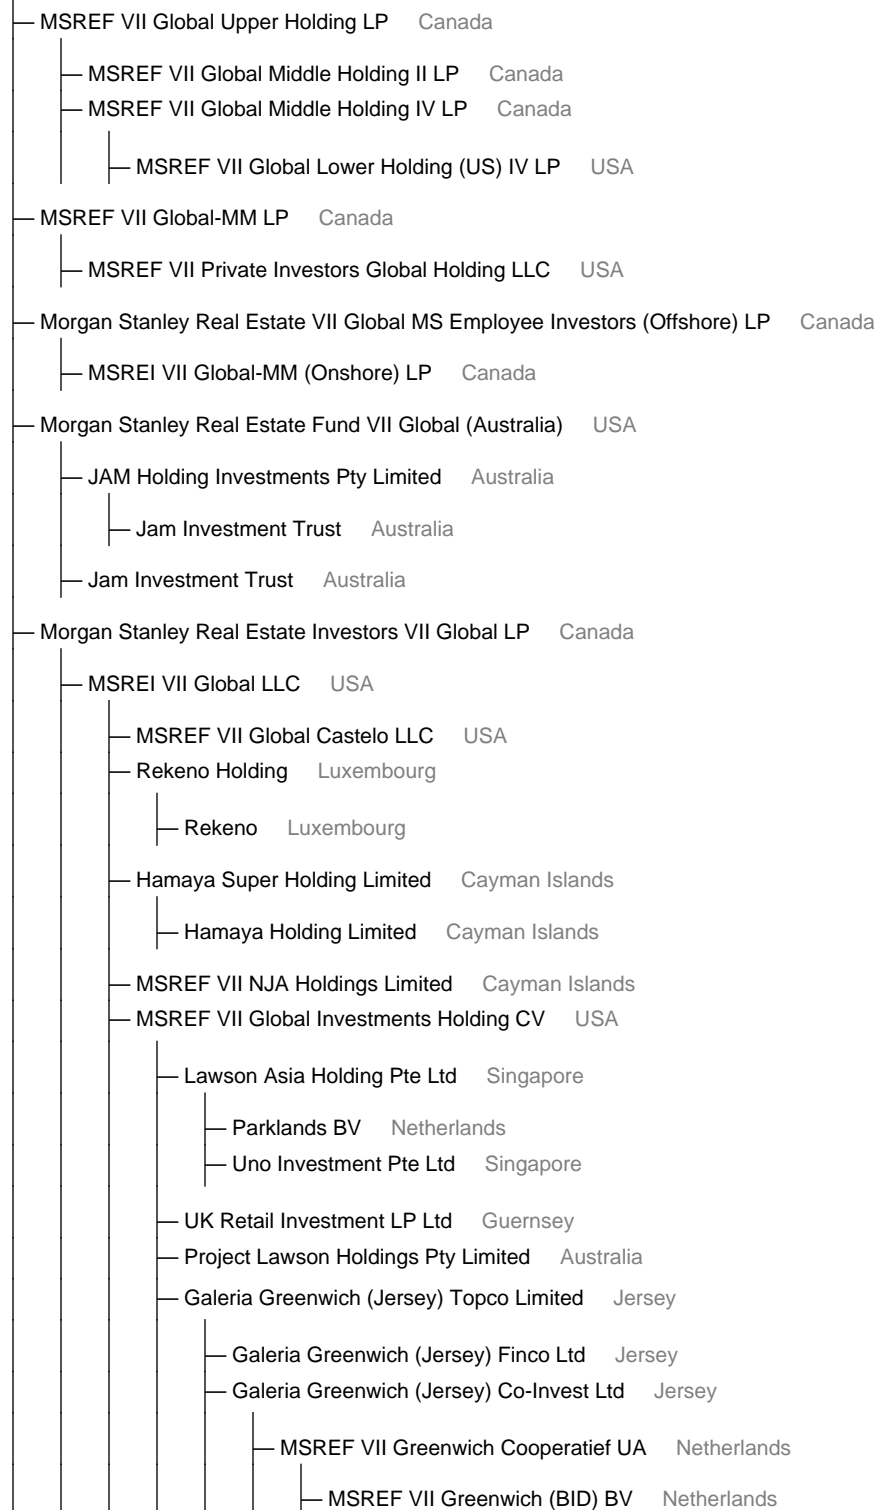 MSREF VII Global Upper Holding LP Canada
MSREF VII Global Middle Holding II LP Canada
MSREF VII Global Middle Holding IV LP Canada
MSREF VII Global Lower Holding (US) IV LP USA
MSREF VII Global-MM LP Canada
MSREF VII Private Investors Global Holding LLC USA
Morgan Stanley Real Estate VII Global MS Employee Investors (Offshore) LP Canada
MSREI VII Global-MM (Onshore) LP Canada
Morgan Stanley Real Estate Fund VII Global (Australia) USA
JAM Holding Investments Pty Limited Australia
Jam Investment Trust Australia
Jam Investment Trust Australia
Morgan Stanley Real Estate Investors VII Global LP Canada
MSREI VII Global LLC USA
MSREF VII Global Castelo LLC USA
Rekeno Holding Luxembourg
Rekeno Luxembourg
Hamaya Super Holding Limited Cayman Islands
Hamaya Holding Limited Cayman Islands
MSREF VII NJA Holdings Limited Cayman Islands
MSREF VII Global Investments Holding CV USA
Lawson Asia Holding Pte Ltd Singapore
Parklands BV Netherlands
Uno Investment Pte Ltd Singapore
UK Retail Investment LP Ltd Guernsey
Project Lawson Holdings Pty Limited Australia
Galeria Greenwich (Jersey) Topco Limited Jersey
Galeria Greenwich (Jersey) Finco Ltd Jersey
Galeria Greenwich (Jersey) Co-Invest Ltd Jersey
MSREF VII Greenwich Cooperatief UA Netherlands
MSREF VII Greenwich (BID) BV Netherlands